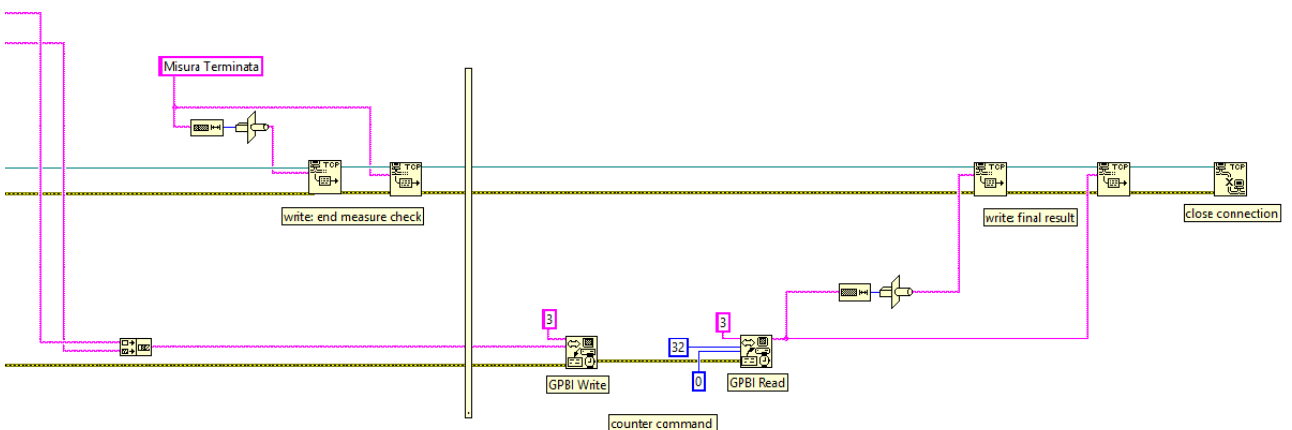 Misura Terminata
TCP
TCP
TCP
TCP
TCP
write: end measure check
write: final result
close connection
3
3
32
0
GPBI Write
GPBI Read
counter command